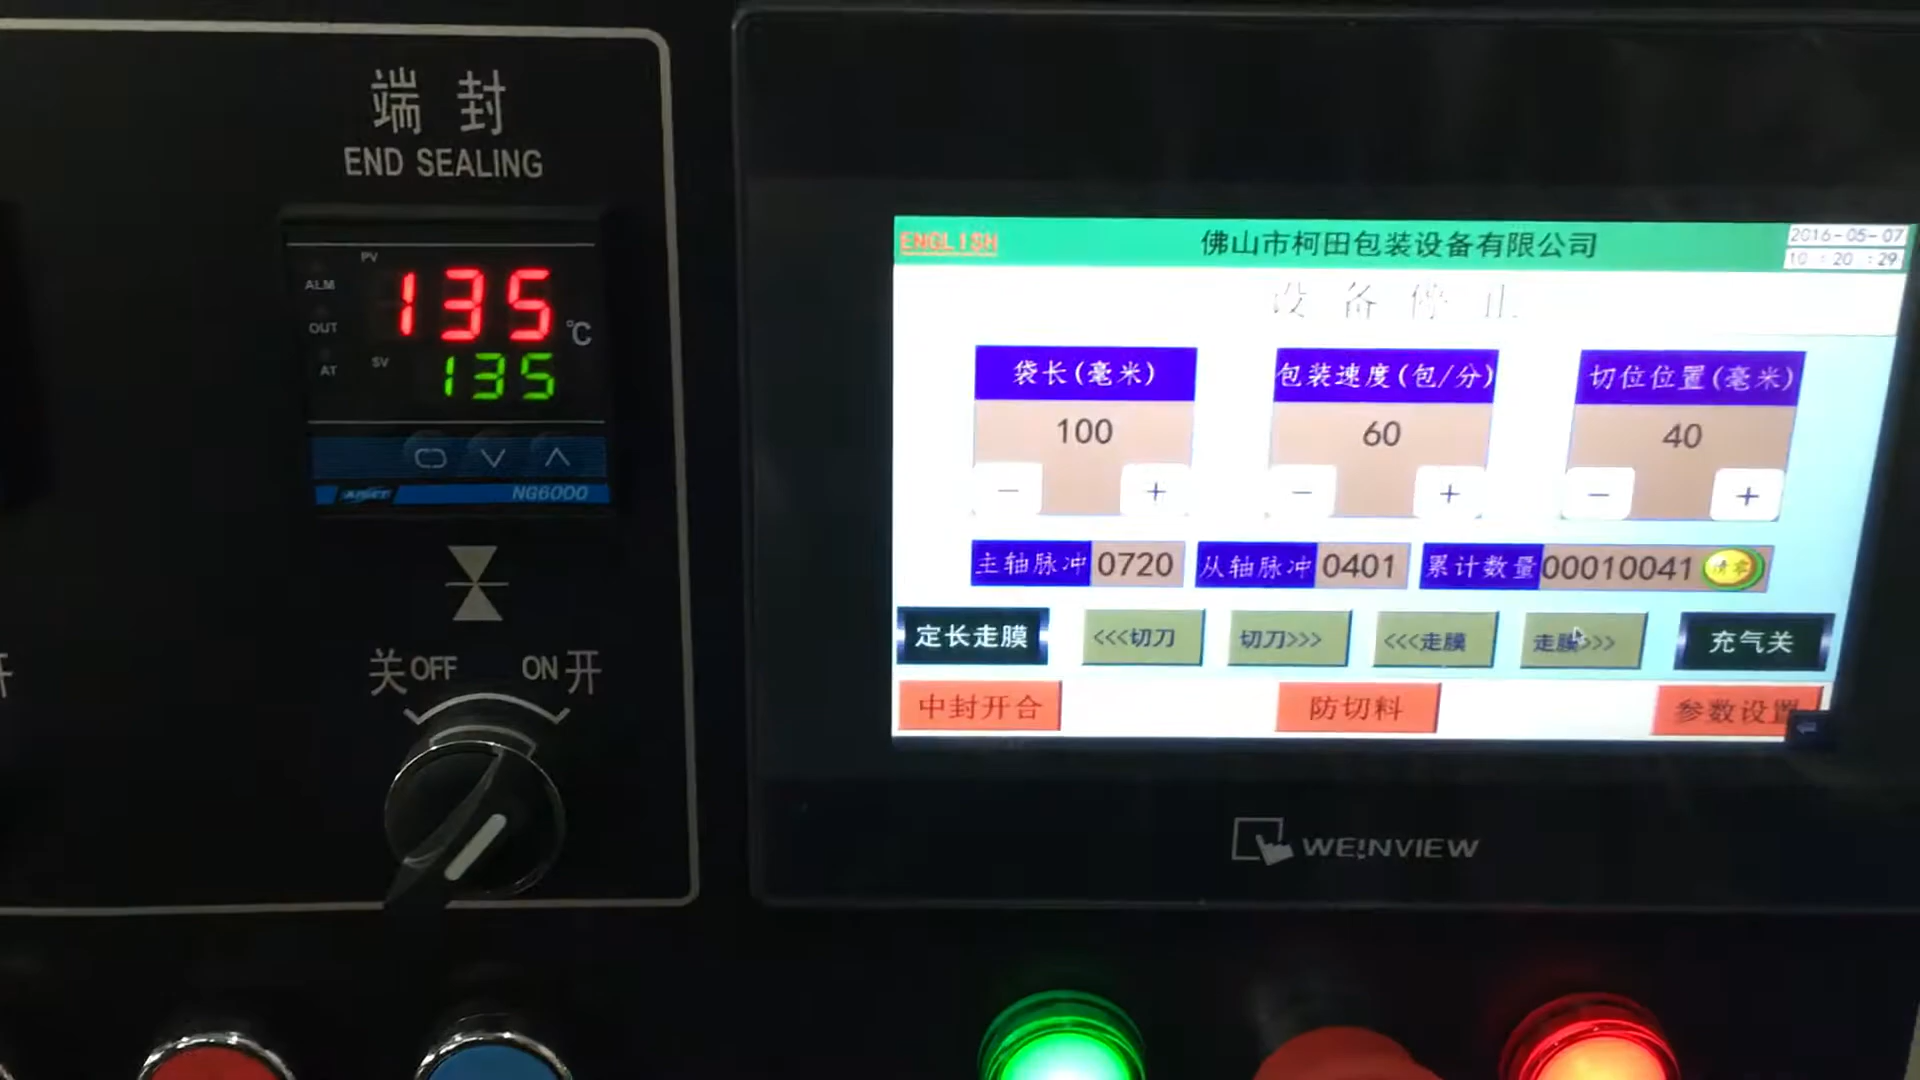 端 封
END SEALING
PV
ALM
135
OUT
℃
SV
AT
135
NG6000
关OFF ON开
ENGLISH
佛山市柯田包装设备有限公司
2016-05-07
10 : 20 : 29
设 备 停 止
袋长(毫米)
包装速度(包/分)
切位位置(毫米)
100
60
40
− +
− +
− +
主轴脉冲 0720
从轴脉冲 0401
累计数量 00010041 清零
定长走膜
<<<切刀
切刀>>>
<<<走膜
走膜>>>
充气关
中封开合
防切料
参数设置
WEINVIEW